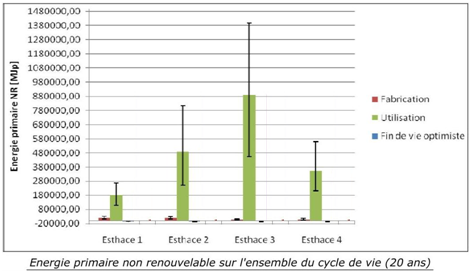 Energie primaire NR [MJp]
1480000,00
1380000,00
1280000,00
1180000,00
1080000,00
980000,00
880000,00
780000,00
680000,00
580000,00
480000,00
380000,00
280000,00
180000,00
80000,00
-20000,00
Esthace 1 Esthace 2 Esthace 3 Esthace 4
Fabrication
Utilisation
Fin de vie optimiste
Energie primaire non renouvelable sur l'ensemble du cycle de vie (20 ans)